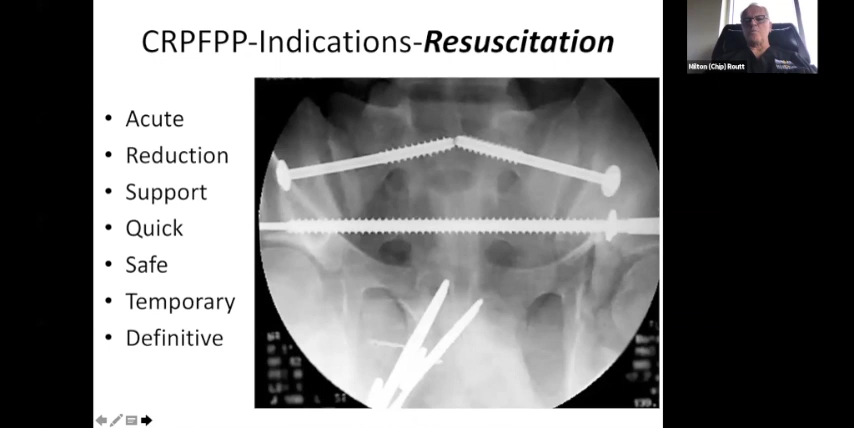 CRPFPP-Indications-Resuscitation
• Acute
• Reduction
• Support
• Quick
• Safe
• Temporary
• Definitive
Milton (Chip) Routt